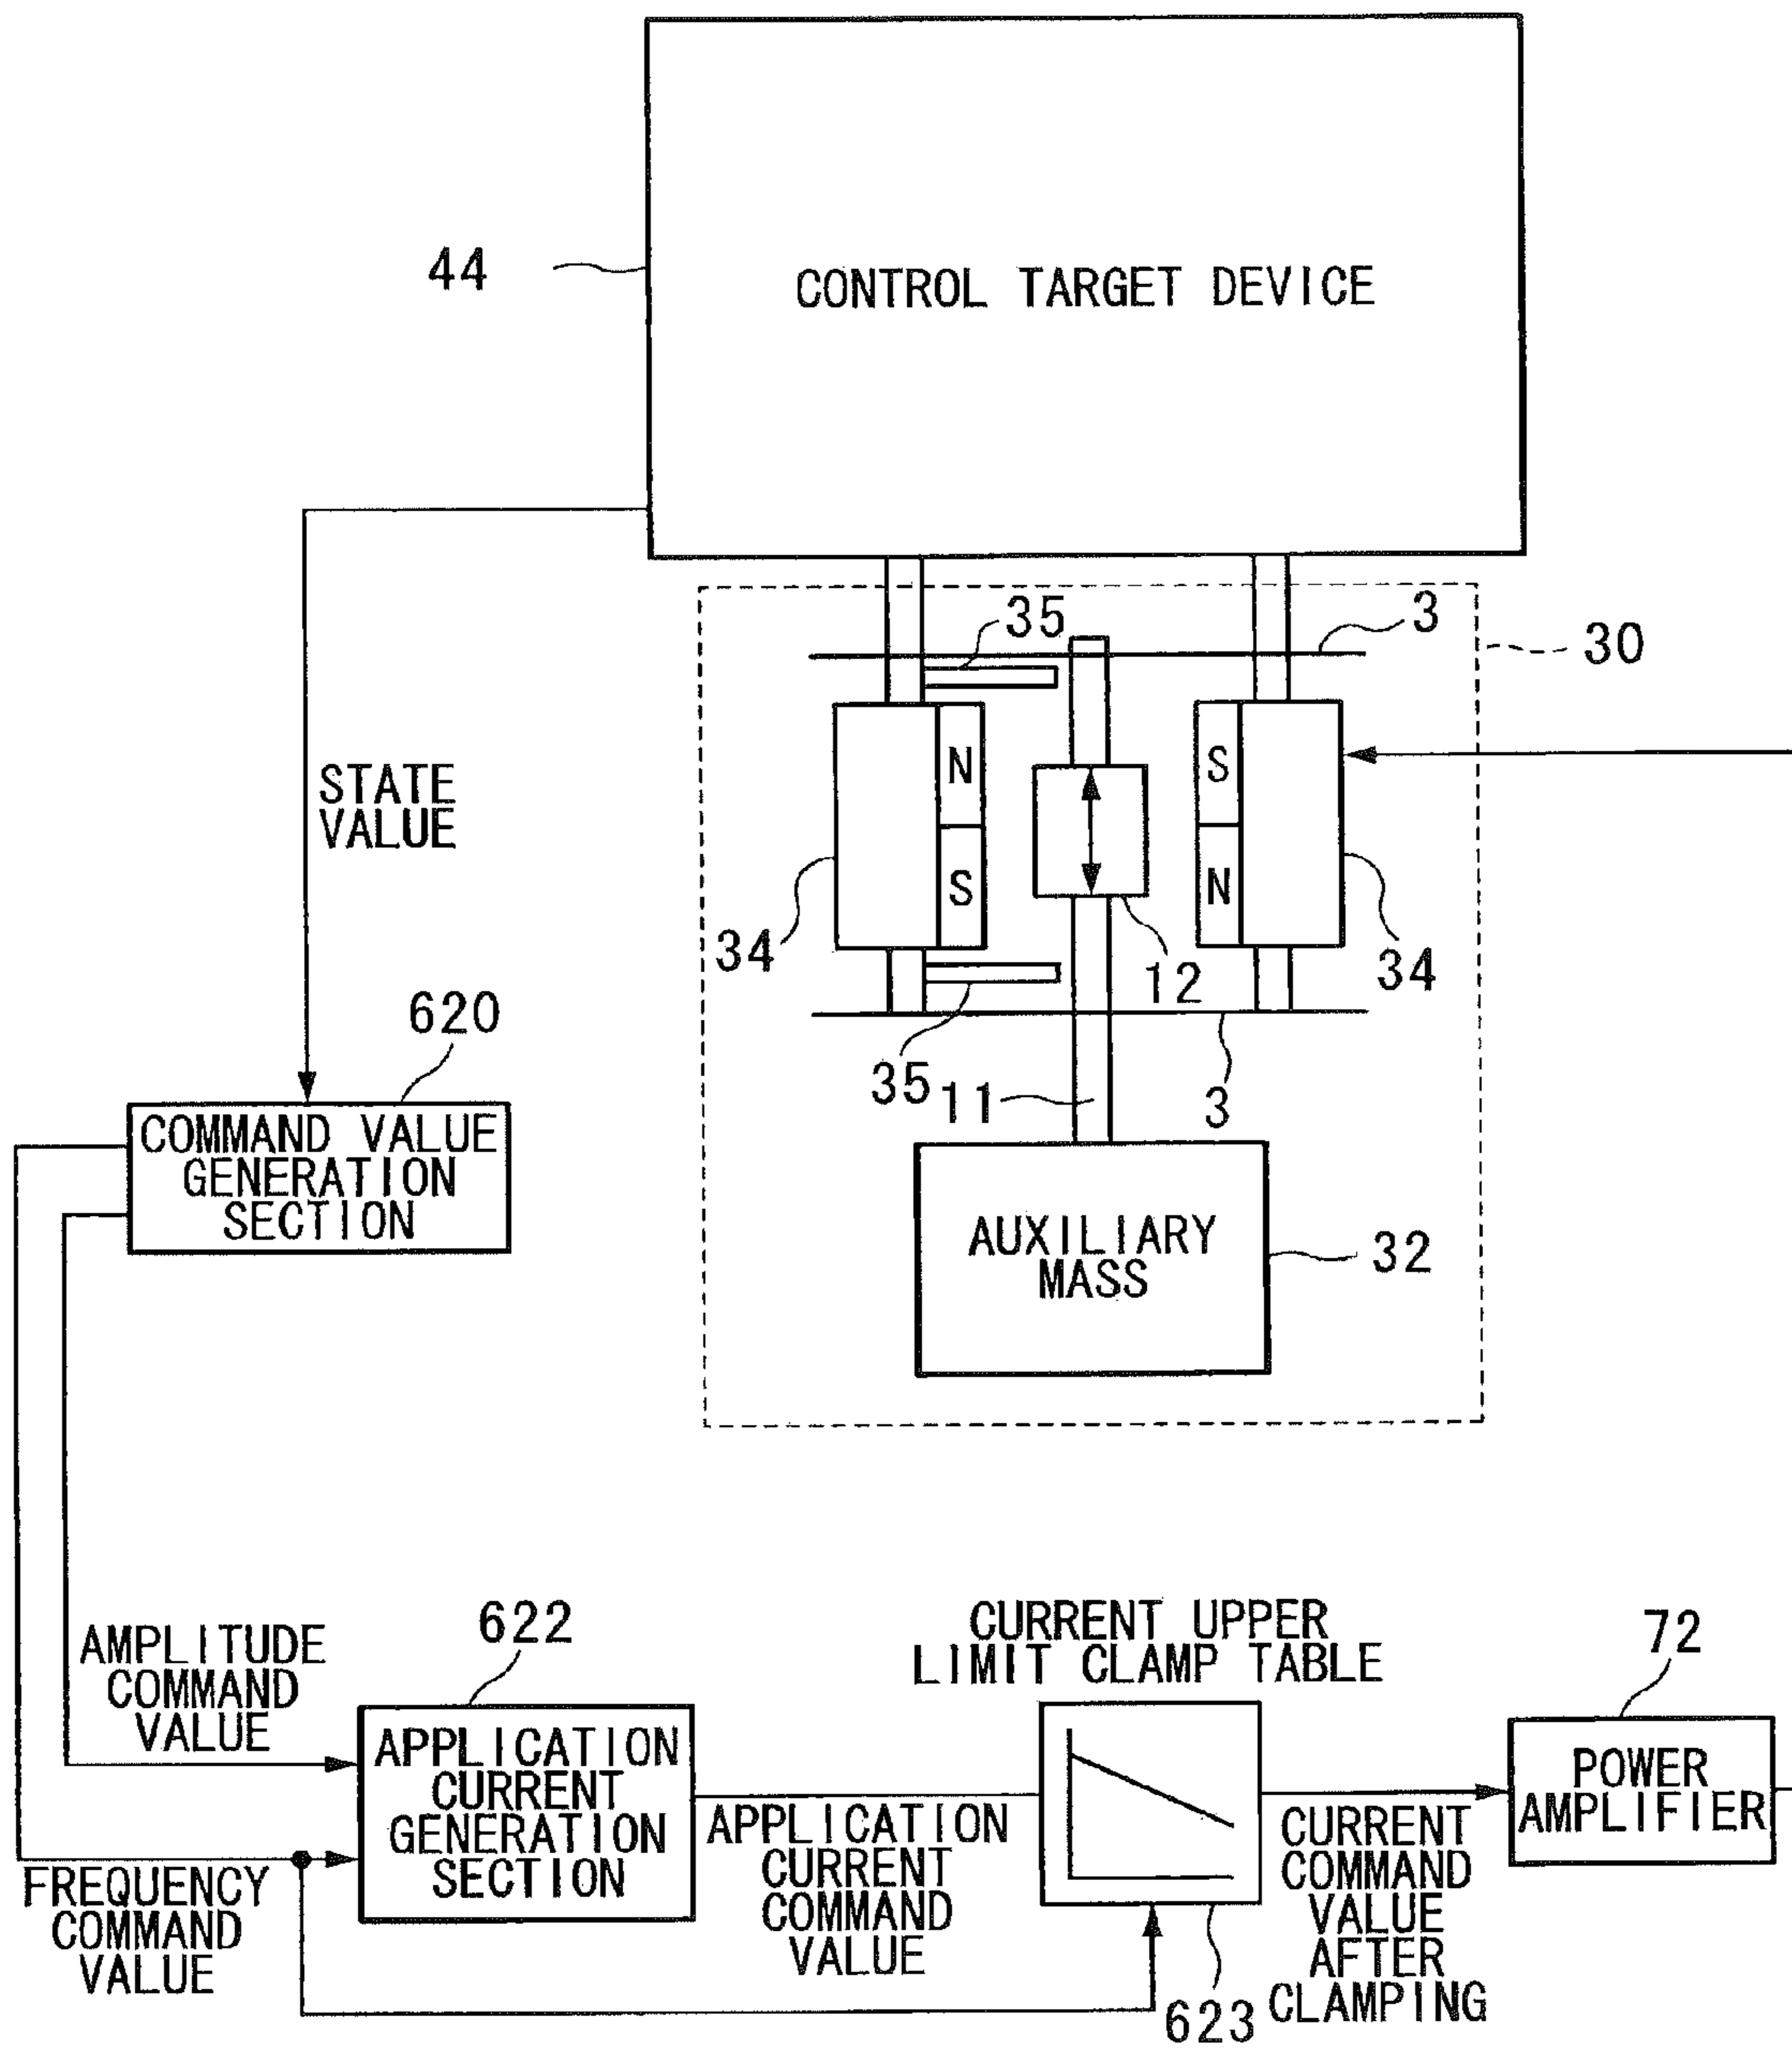 44
CONTROL TARGET DEVICE
35
3
30
STATE
VALUE
N
S
S
N
34
12
34
620
35
11
3
COMMAND VALUE
GENERATION
SECTION
AUXILIARY
MASS
32
AMPLITUDE
COMMAND
VALUE
622
CURRENT UPPER
LIMIT CLAMP TABLE
72
APPLICATION
CURRENT
GENERATION
SECTION
POWER
AMPLIFIER
APPLICATION
CURRENT
COMMAND
VALUE
CURRENT
COMMAND
VALUE
AFTER
CLAMPING
FREQUENCY
COMMAND
VALUE
623